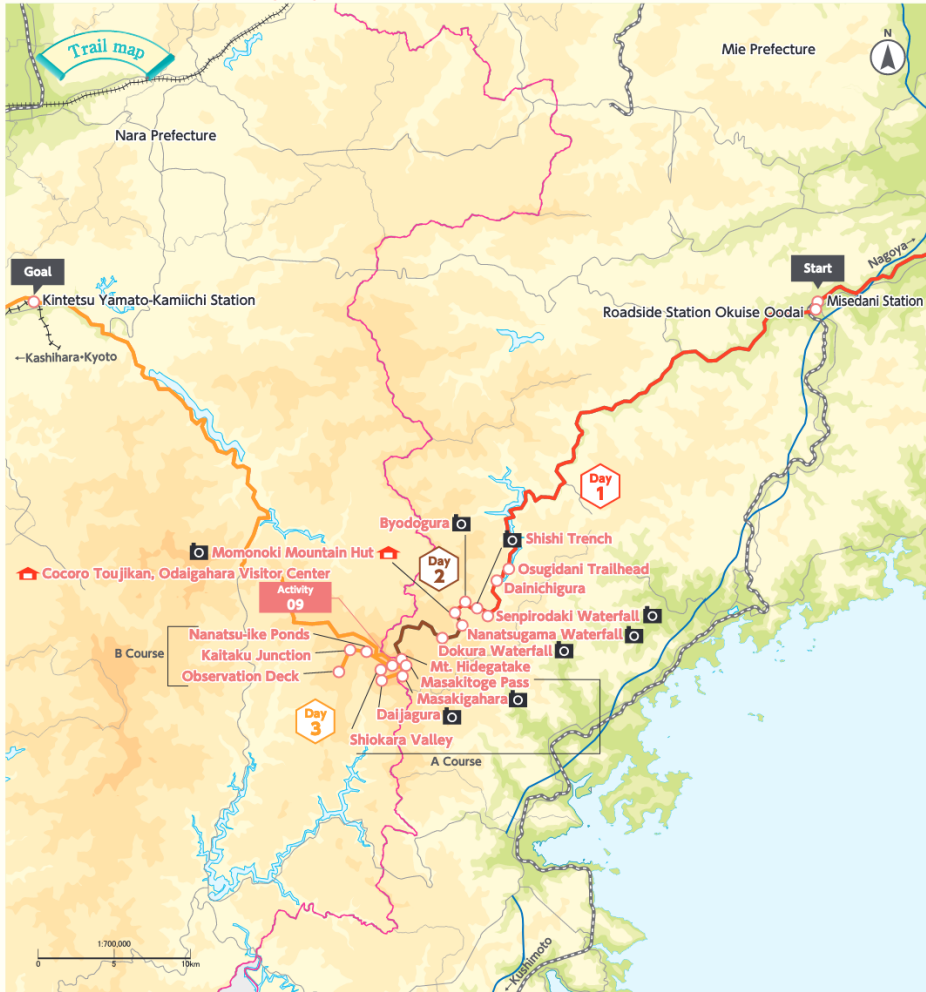 Trail map
Mie Prefecture
N
Nara Prefecture
Nagoya→
Goal
Start
Kintetsu Yamato-Kamiichi Station
Misedani Station
Roadside Station Okuise Oodai
←Kashihara•Kyoto
Day
1
Byodogura
Shishi Trench
Momonoki Mountain Hut
Day
2
Osugidani Trailhead
Cocoro Toujikan, Odaigahara Visitor Center
Dainichigura
Activity
09
Senpirodaki Waterfall
Nanatsugama Waterfall
Nanatsu-ike Ponds
B Course
Kaitaku Junction
Dokura Waterfall
Mt. Hidegatake
Observation Deck
Masakitoge Pass
Masakigahara
Day
3
Daijagura
Shiokara Valley
A Course
1:700,000
0
5
10km
←Kushimoto